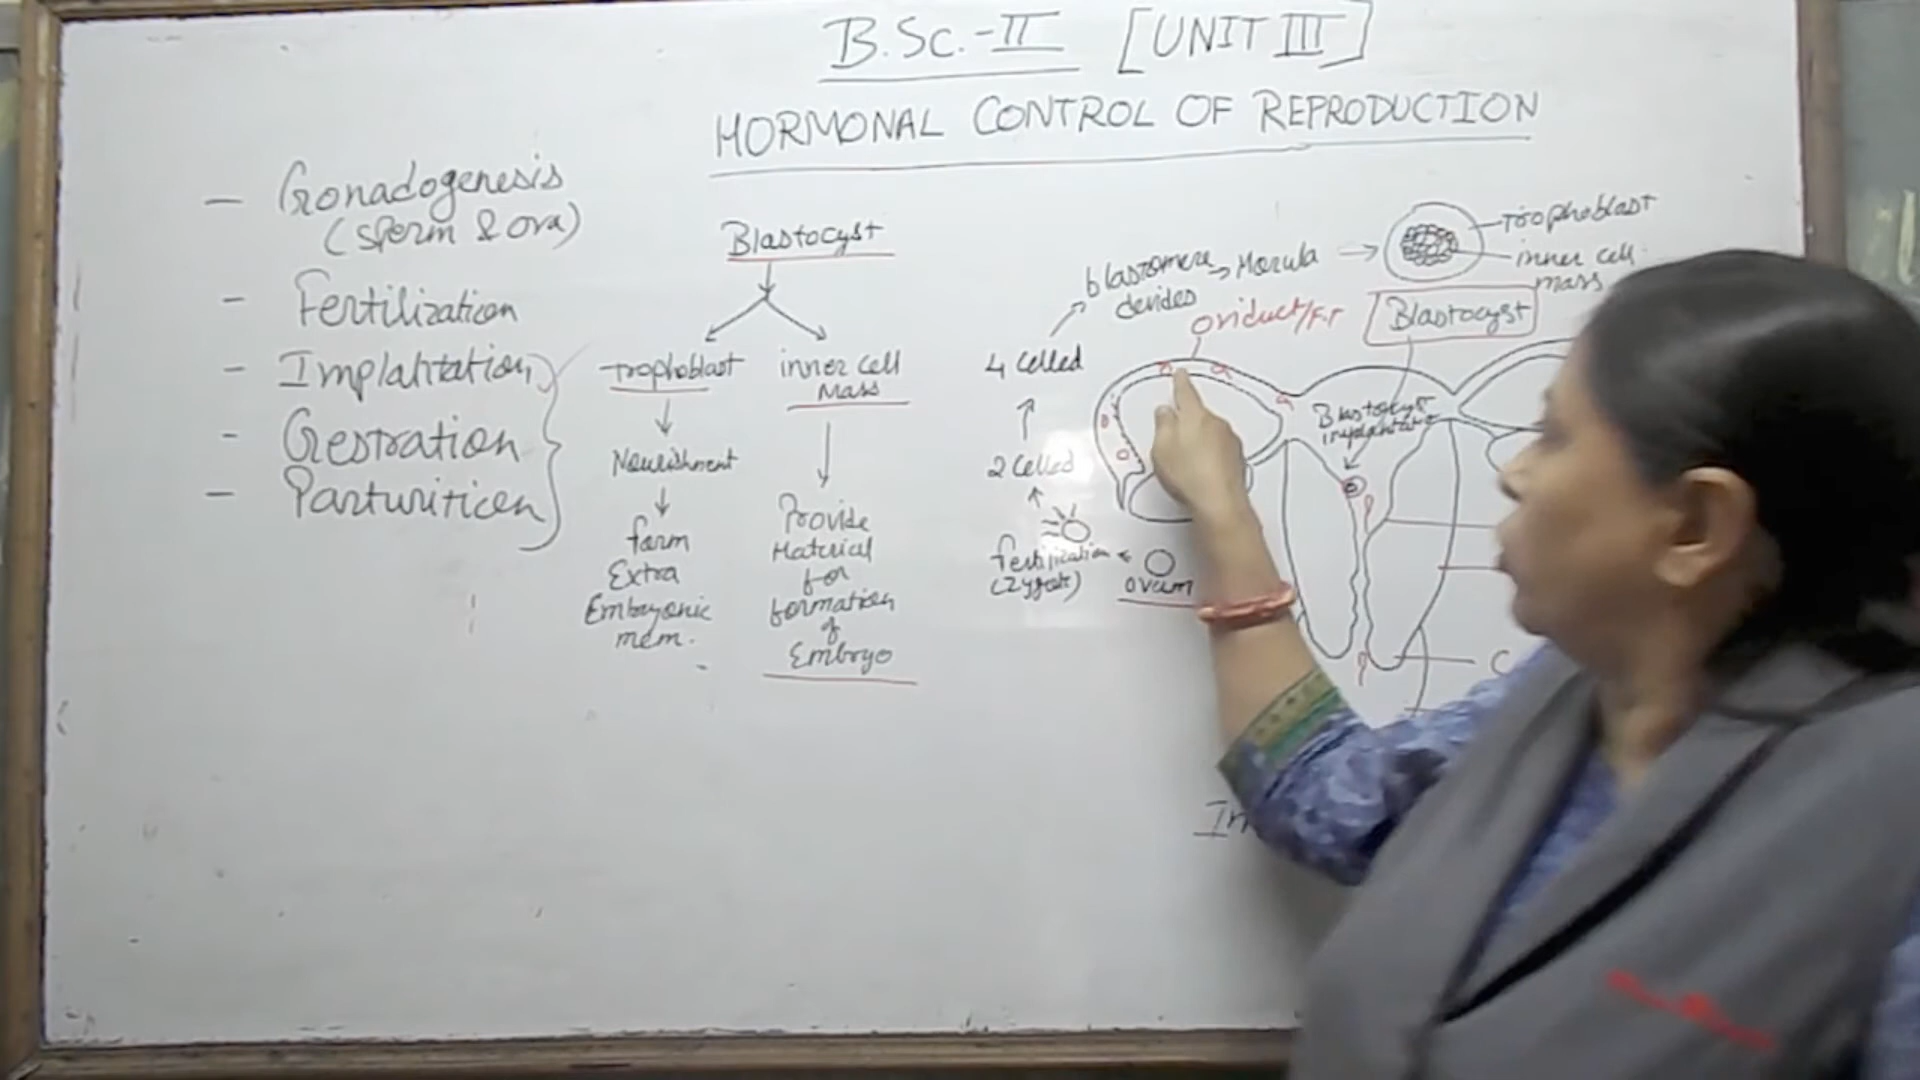 B.Sc.-II [UNIT III]
HORMONAL CONTROL OF REPRODUCTION
- Gonadogenesis
(Sperm & Ova)
- Fertilization
- Implantation
- Gestration
- Parturiticen
Blastocyst
trophoblast
inner cell
Mass
Nourishment
form
Extra
Embryonic
mem.
Provide
Material
for
formation
of
Embryo
blastomere
devides
→ Morula →
trophoblast
inner cell
mass
Blastocyst
Oviduct/F.T
4 Celled
2 Celled
fertilization
(Zygote)
ovum
Blastocyst
implantation
C